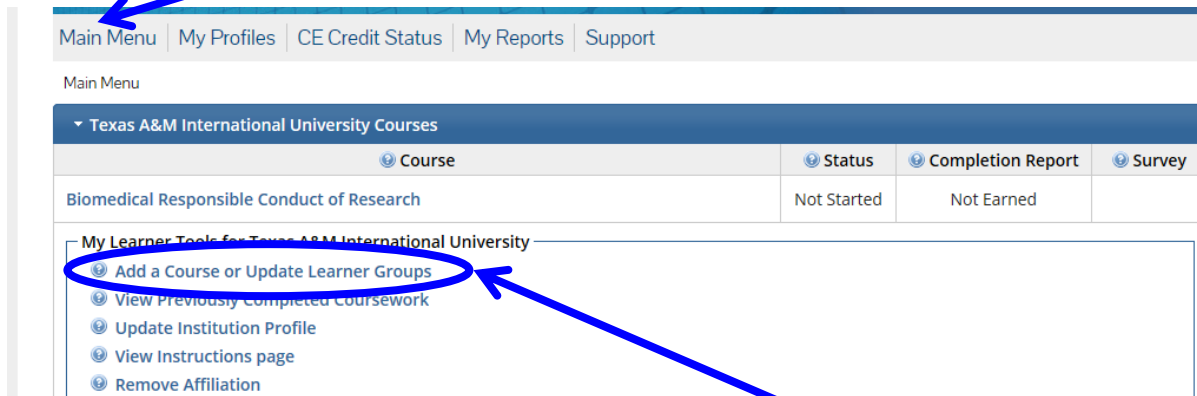 Main Menu My Profiles CE Credit Status My Reports Support
Main Menu
Texas A&M International University Courses
Course Status Completion Report Survey
Biomedical Responsible Conduct of Research Not Started Not Earned
My Learner Tools for Texas A&M International University
Add a Course or Update Learner Groups
View Previously Completed Coursework
Update Institution Profile
View Instructions page
Remove Affiliation